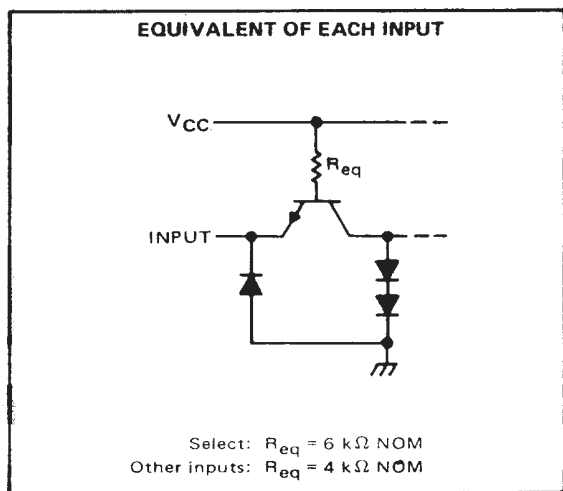 EQUIVALENT OF EACH INPUT
VCC
Req
INPUT
Select: Req = 6 kΩ NOM
Other inputs: Req = 4 kΩ NOM